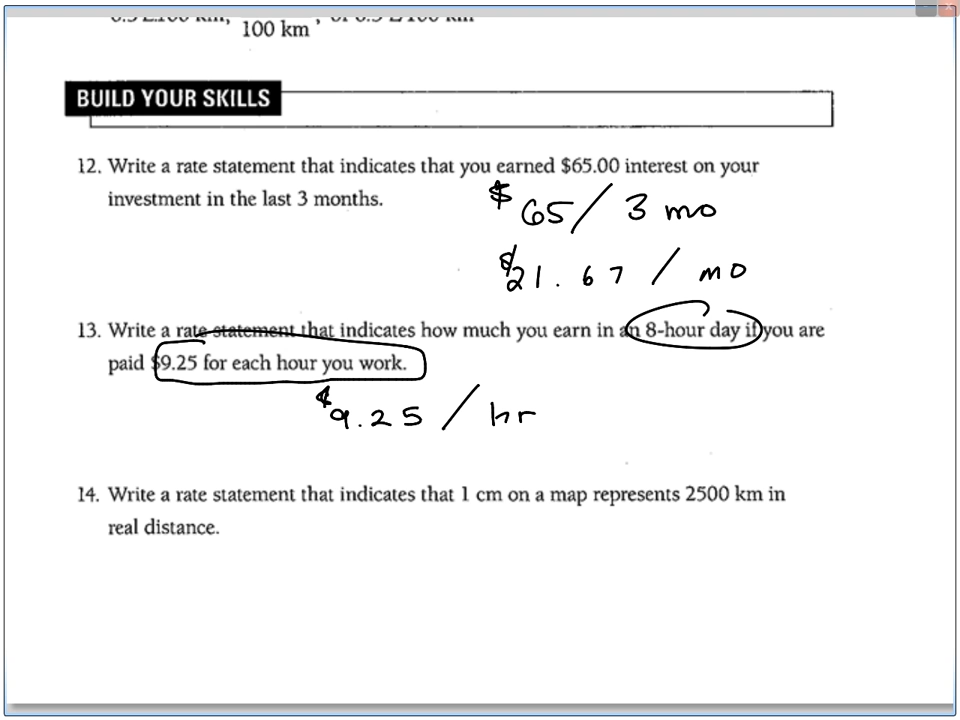 100 km ,
BUILD YOUR SKILLS
12. Write a rate statement that indicates that you earned $65.00 interest on your
investment in the last 3 months.
$65/3 mo
$21.67/mo
13. Write a rate statement that indicates how much you earn in an 8-hour day if you are
paid $9.25 for each hour you work.
$9.25/hr
14. Write a rate statement that indicates that 1 cm on a map represents 2500 km in
real distance.